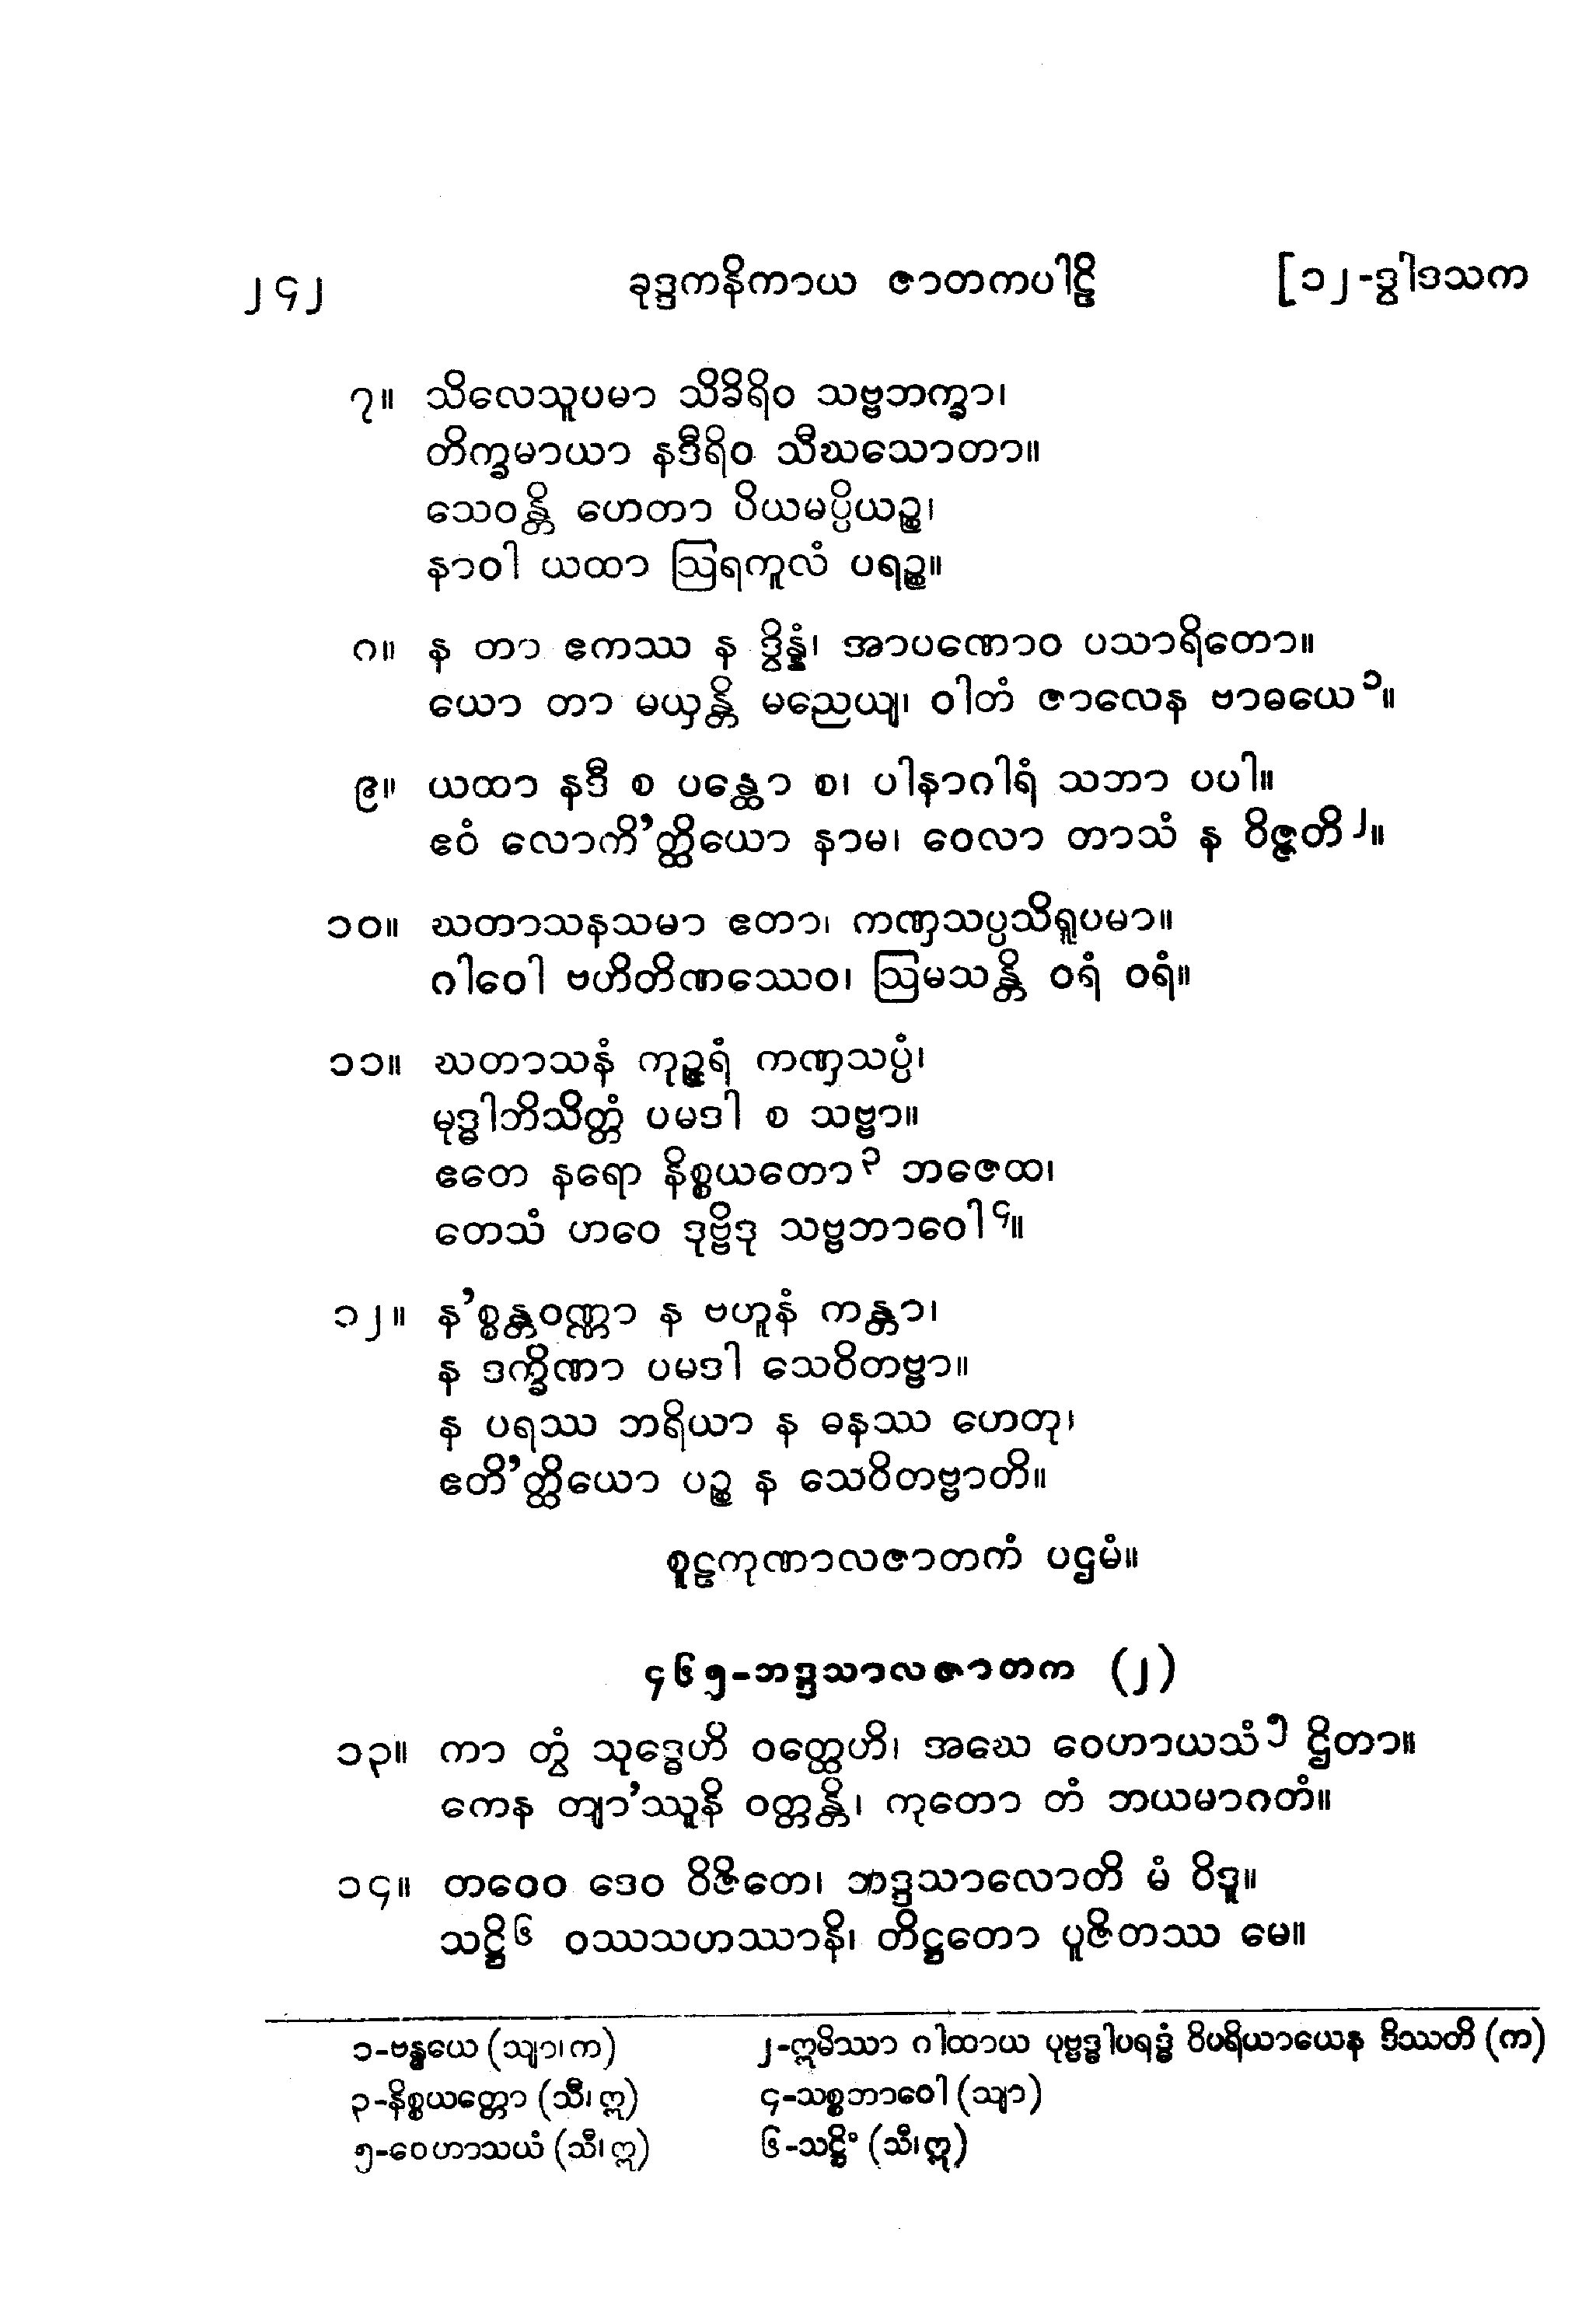 ၂၄၂ ခုဒ္ဒကနိကာယ ဇာတကပါဠိ [၁၂-ဒွါဒသက
၇။ သိလေသူပမာ သိခိရိဝ သဗ္ဗဘက္ခာ၊
တိက္ခမာယာ နဒီရိဝ သီဃသောတာ။
သေဝန္တိ ဟေတာ ပိယမပ္ပိယဉ္စ၊
နာဝါ ယထာ ဩရကူလံ ပရဉ္စ။
၈။ န တာ ဧကဿ န ဒွိန္နံ၊ အာပဏောဝ ပသာရိတော။
ယော တာ မယှန္တိ မညေယျ၊ ဝါတံ ဇာလေန ဗာဓယေ၁။
၉။ ယထာ နဒီ စ ပန္ထော စ၊ ပါနာဂါရံ သဘာ ပပါ။
ဧဝံ လောကိ’တ္ထိယော နာမ၊ ဝေလာ တာသံ န ဝိဇ္ဇတိ၂။
၁၀။ ဃတာသနသမာ ဧတာ၊ ကဏှသပ္ပသိရူပမာ။
ဂါဝေါ ဗဟိတိဏဿေဝ၊ ဩမသန္တိ ဝရံ ဝရံ။
၁၁။ ဃတာသနံ ကုဉ္ဇရံ ကဏှသပ္ပံ၊
မုဒ္ဓါဘိသိတ္တံ ပမဒါ စ သဗ္ဗာ။
ဧတေ နရော နိစ္စယတော၃ ဘဇေထ၊
တေသံ ဟဝေ ဒုဗ္ဗိဒု သဗ္ဗဘာဝေါ၄။
၁၂။ န’စ္စန္တဝဏ္ဏာ န ဗဟူနံ ကန္တာ၊
န ဒက္ခိဏာ ပမဒါ သေဝိတဗ္ဗာ။
န ပရဿ ဘရိယာ န ဓနဿ ဟေတု၊
ဧတိ’တ္ထိယော ပဉ္စ န သေဝိတဗ္ဗာတိ။
စူဠကုဏာလဇာတကံ ပဌမံ။
၄၆၅-ဘဒ္ဒသာလဇာတက (၂)
၁၃။ ကာ တွံ သုဒ္ဓေဟိ ဝတ္ထေဟိ၊ အဃေ ဝေဟာယသံ၅ ဌိတာ။
ကေန တျာ’ဿူနိ ဝတ္တန္တိ၊ ကုတော တံ ဘယမာဂတံ။
၁၄။ တဝေဝ ဒေဝ ဝိဇိတေ၊ ဘဒ္ဒသာလောတိ မံ ဝိဒူ။
သဋ္ဌိ၆ ဝဿသဟဿာနိ၊ တိဋ္ဌတော ပူဇိတဿ မေ။
၁-ဗန္ဓယေ (သျာ၊ က) ၂-ဣမိဿာ ဂါထာယ ပုဗ္ဗဒ္ဓါပရဒ္ဓံ ဝိပရိယာယေန ဒိဿတိ (က)
၃-နိစ္စယတ္တော (သီ၊ ဣ) ၄-သစ္စဘာဝေါ (သျာ)
၅-ဝေဟာသယံ (သီ၊ ဣ) ၆-သဋ္ဌိံ (သီ၊ ဣ)